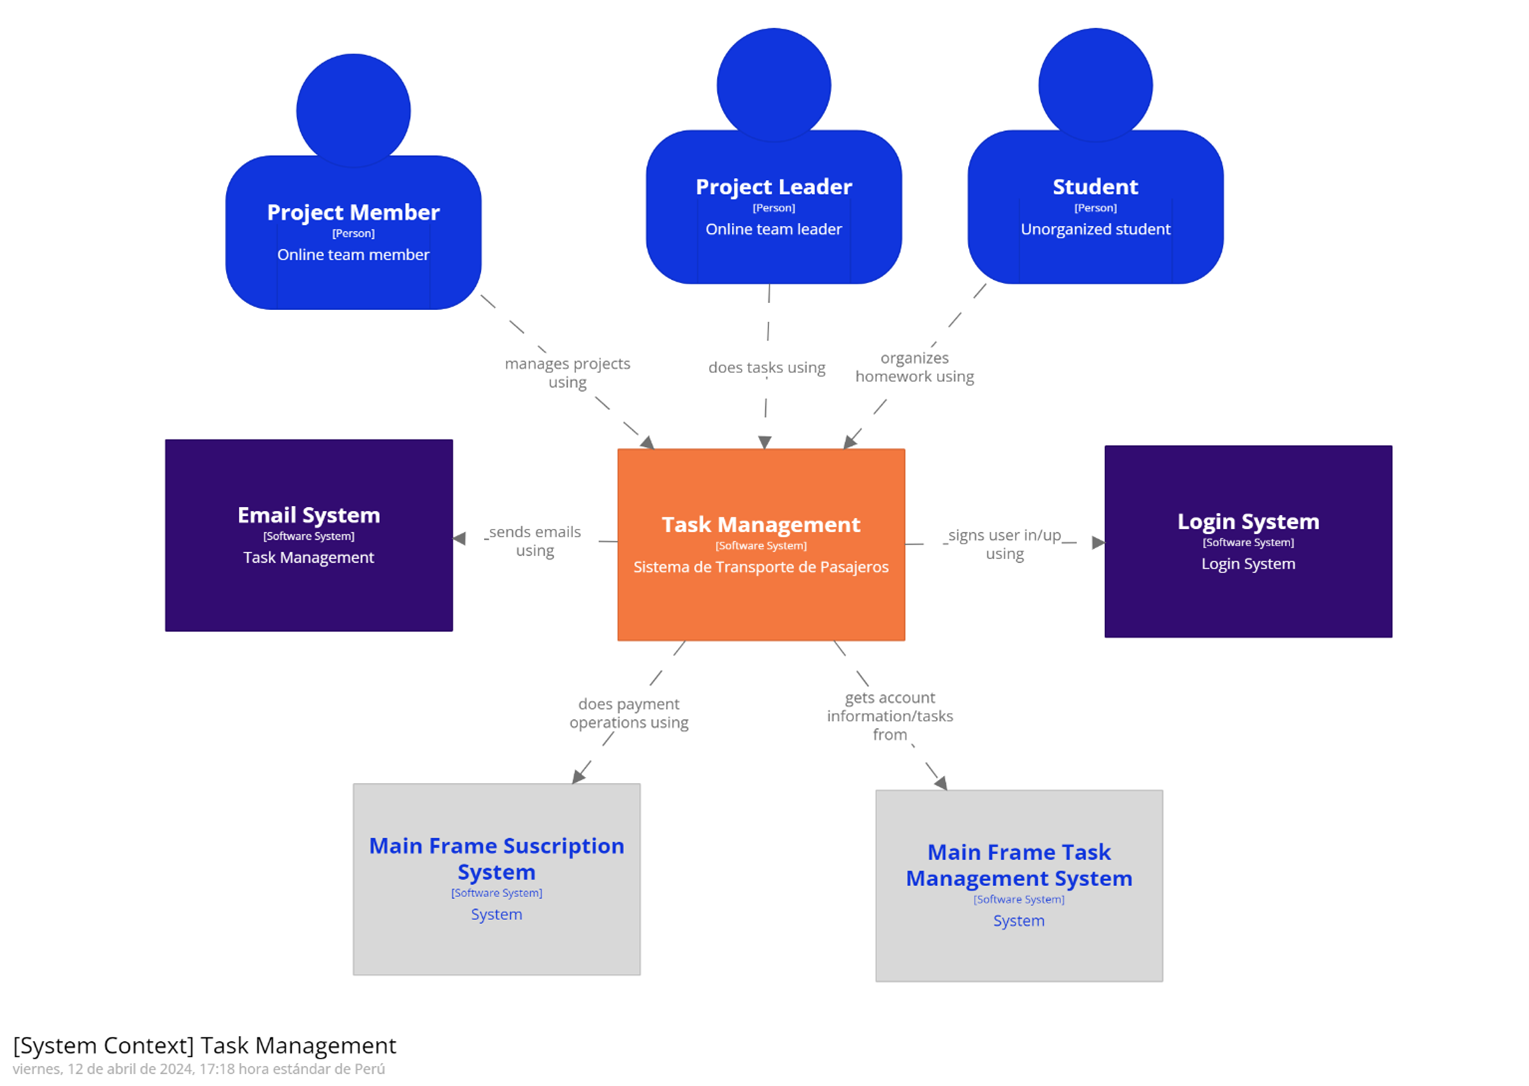 Project Member
[Person]
Online team member
Project Leader
[Person]
Online team leader
Student
[Person]
Unorganized student
manages projects
using
does tasks using
organizes
homework using
Email System
[Software System]
Task Management
sends emails
using
Task Management
[Software System]
Sistema de Transporte de Pasajeros
signs user in/up
using
Login System
[Software System]
Login System
does payment
operations using
gets account
information/tasks
from
Main Frame Suscription
System
[Software System]
System
Main Frame Task
Management System
[Software System]
System
[System Context] Task Management
viernes, 12 de abril de 2024, 17:18 hora estándar de Perú